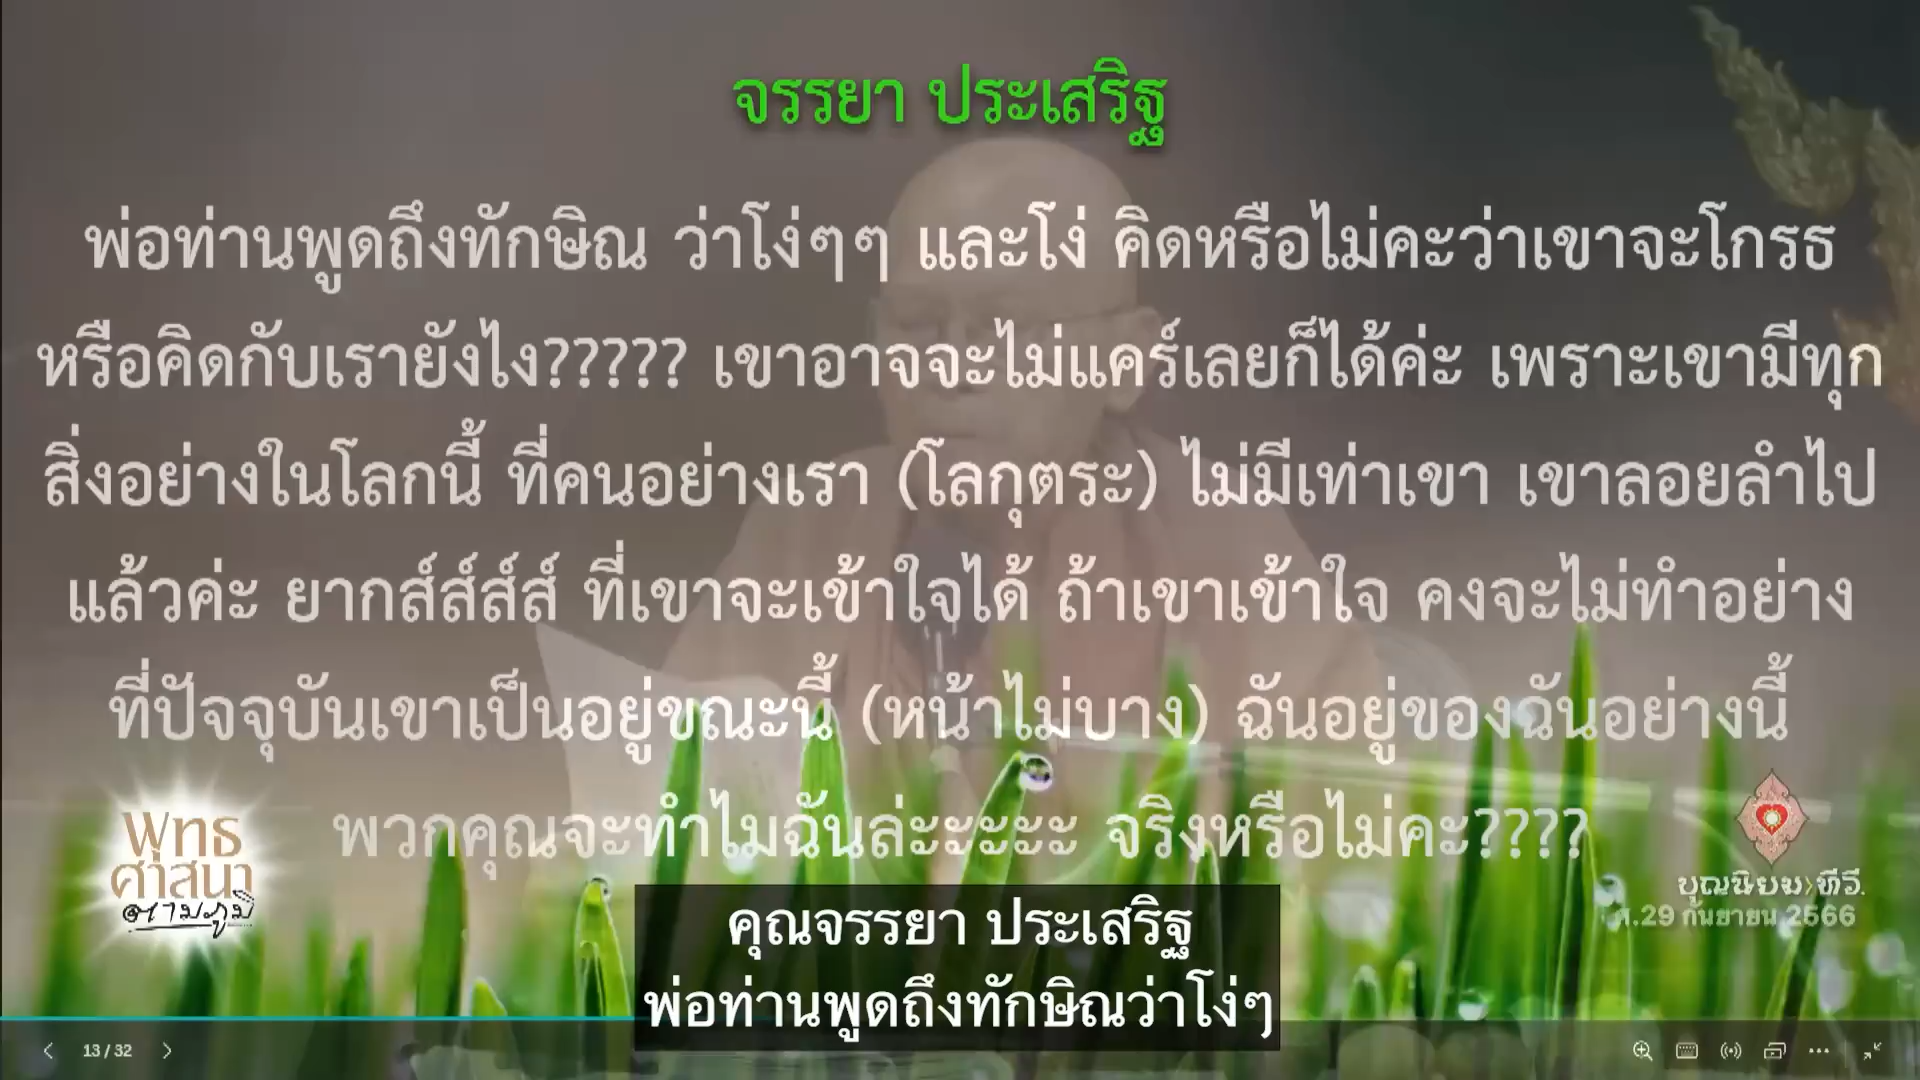 จรรยา ประเสริฐ
พ่อท่านพูดถึงทักษิณ ว่าโง่ๆๆ และโง่ คิดหรือไม่คะว่าเขาจะโกรธ
หรือคิดกับเรายังไง????? เขาอาจจะไม่แคร์เลยก็ได้ค่ะ เพราะเขามีทุก
สิ่งอย่างในโลกนี้ ที่คนอย่างเรา (โลกุตระ) ไม่มีเท่าเขา เขาลอยลำไป
แล้วค่ะ ยากส์ส์ส์ส์ ที่เขาจะเข้าใจได้ ถ้าเขาเข้าใจ คงจะไม่ทำอย่าง
ที่ปัจจุบันเขาเป็นอยู่ขณะนี้ (หน้าไม่บาง) ฉันอยู่ของฉันอย่างนี้
พวกคุณจะทำไมฉันล่ะะะะะ จริงหรือไม่คะ????
พุทธ
ศาสนา
ตามภูมิ
บุญนิยม ทีวี.
ศ.29 กันยายน 2566
คุณจรรยา ประเสริฐ
พ่อท่านพูดถึงทักษิณว่าโง่ๆ
13 / 32